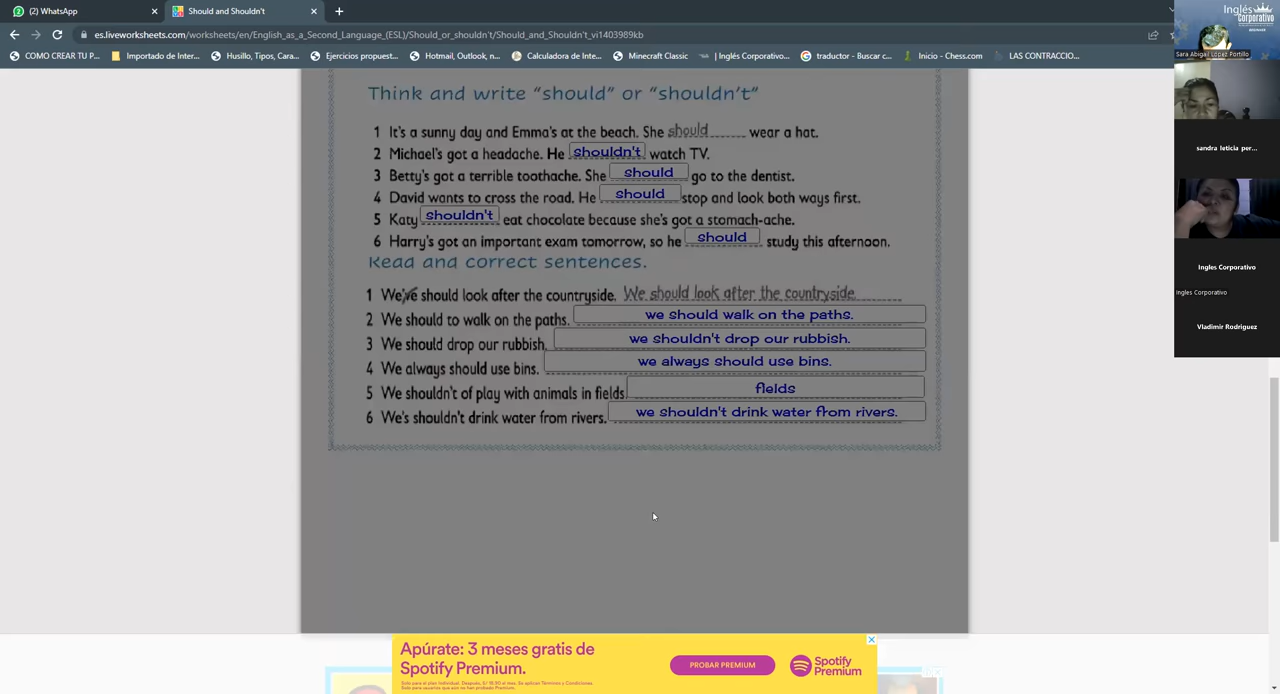 (2) WhatsApp
Should and Shouldn't
es.liveworksheets.com/worksheets/en/English_as_a_Second_Language_(ESL)/Should_or_shouldn't/Should_and_Shouldn't_vi1403989kb
COMO CREAR TU P... Importado de Inter... Husillo, Tipos, Cara... Ejercicios propuest... Hotmail, Outlook, n... Calculadora de Inte... Minecraft Classic | Inglés Corporativo... traductor - Buscar c... Inicio - Chess.com LAS CONTRACCIO...
Think and write "should" or "shouldn't"
1 It's a sunny day and Emma's at the beach. She should wear a hat.
2 Michael's got a headache. He shouldn't watch TV.
3 Betty's got a terrible toothache. She should go to the dentist.
4 David wants to cross the road. He should stop and look both ways first.
5 Katy shouldn't eat chocolate because she's got a stomach-ache.
6 Harry's got an important exam tomorrow, so he should study this afternoon.
Read and correct sentences.
1 We've should look after the countryside. We should look after the countryside
2 We should to walk on the paths. we should walk on the paths.
3 We should drop our rubbish. we shouldn't drop our rubbish.
4 We always should use bins. we always should use bins.
5 We shouldn't of play with animals in fields fields
6 We's shouldn't drink water from rivers. we shouldn't drink water from rivers.
Apúrate: 3 meses gratis de
Spotify Premium.
PROBAR PREMIUM
Spotify
Premium
Inglés
Corporativo
Sara Abigail Lopez Portillo
sandra leticia per...
Ingles Corporativo
Ingles Corporativo
Vladimir Rodriguez